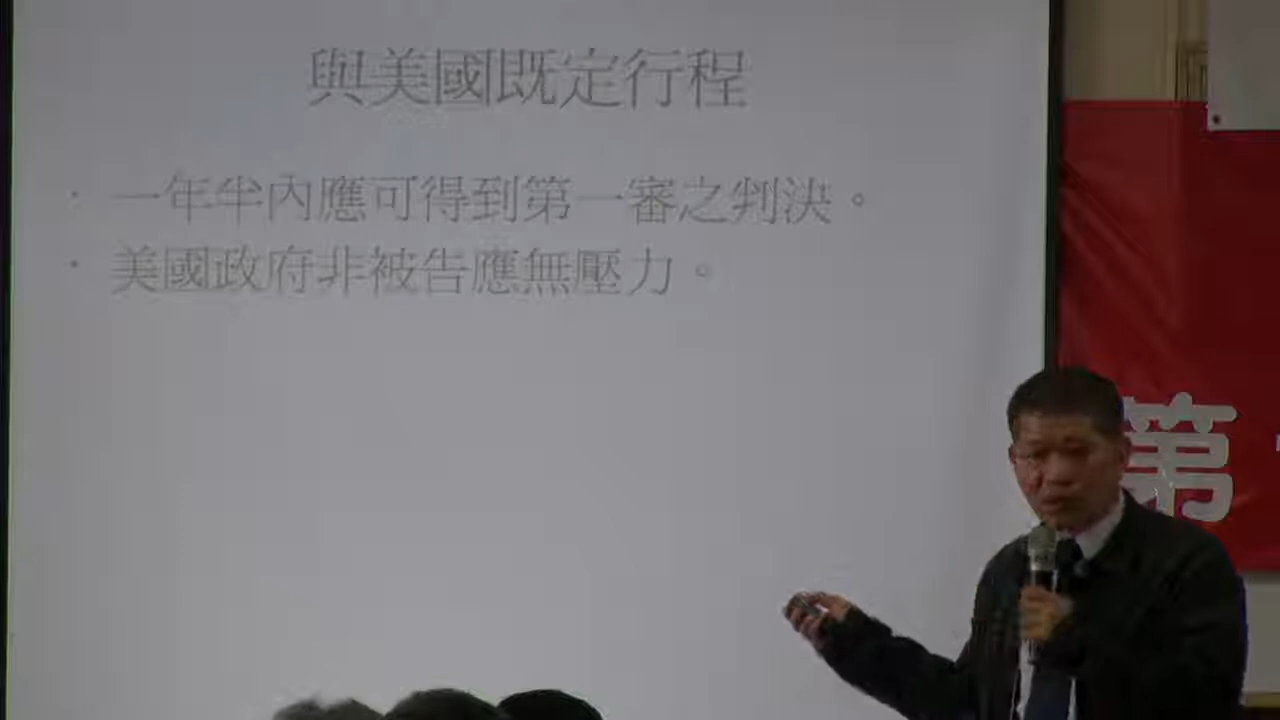 與美國既定行程
· 一年半內應可得到第一審之判決。
· 美國政府非被告應無壓力。
第